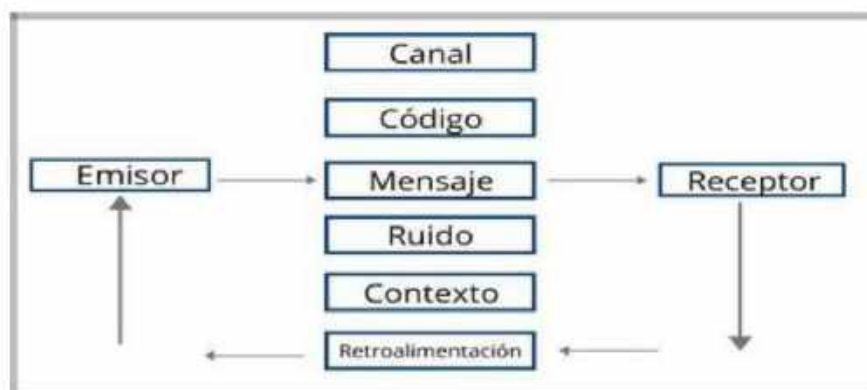 Canal
Código
Emisor
Mensaje
Receptor
Ruido
Contexto
Retroalimentación